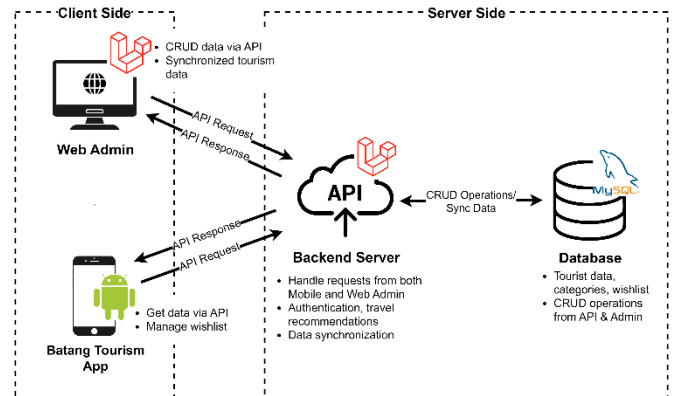 Client Side
Server Side
• CRUD data via API
• Synchronized tourism
data
Web Admin
API Request
API Response
API
CRUD Operations/
Sync Data
MySQL
API Response
API Request
Backend Server
• Handle requests from both
Mobile and Web Admin
• Authentication, travel
recommendations
• Data synchronization
Database
• Tourist data,
categories, wishlist
• CRUD operations
from API & Admin
• Get data via API
• Manage wishlist
Batang Tourism
App